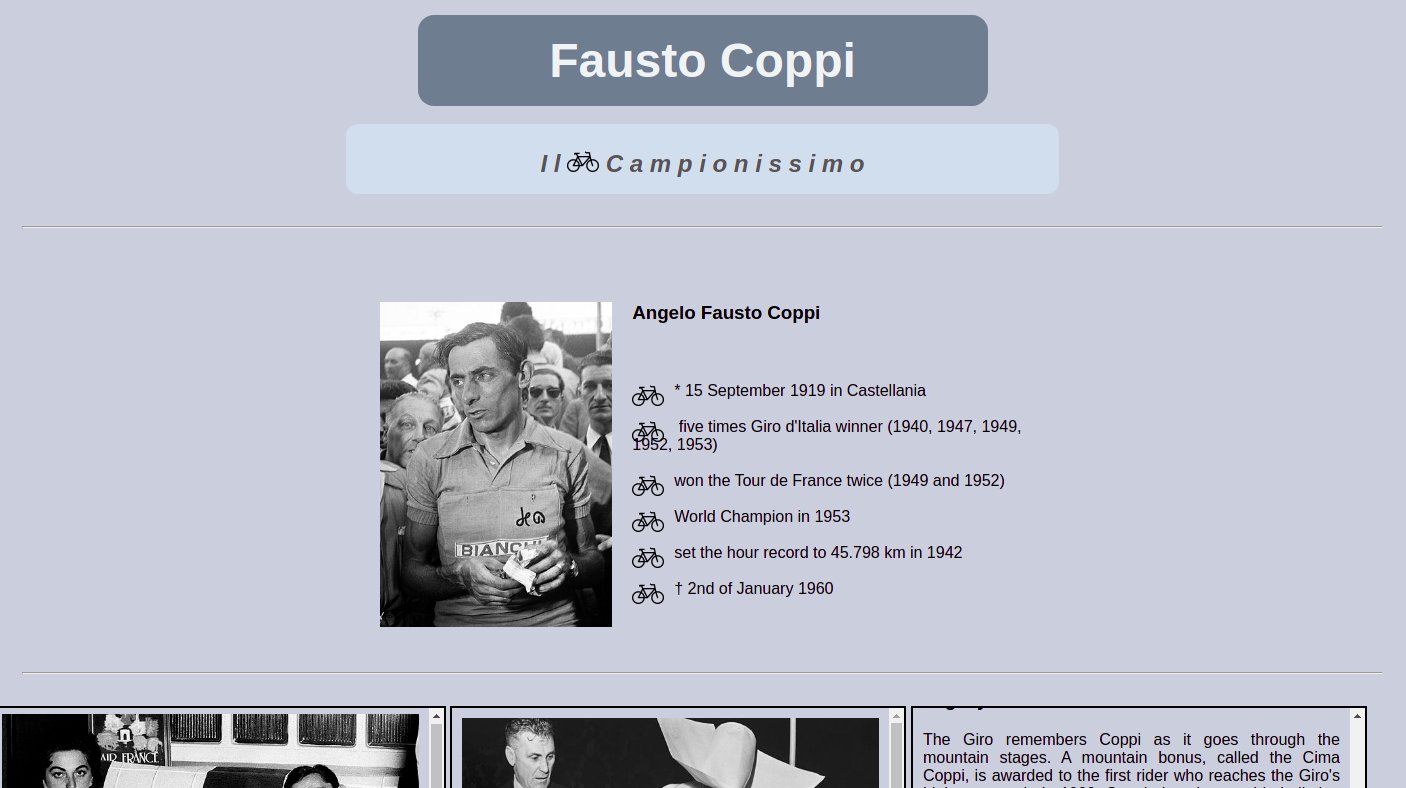 Fausto Coppi
Il Campionissimo
Angelo Fausto Coppi
* 15 September 1919 in Castellania
five times Giro d'Italia winner (1940, 1947, 1949,
1952, 1953)
won the Tour de France twice (1949 and 1952)
World Champion in 1953
set the hour record to 45.798 km in 1942
† 2nd of January 1960
BIANCHI
AIR FRANCE
The Giro remembers Coppi as it goes through the
mountain stages. A mountain bonus, called the Cima
Coppi, is awarded to the first rider who reaches the Giro's